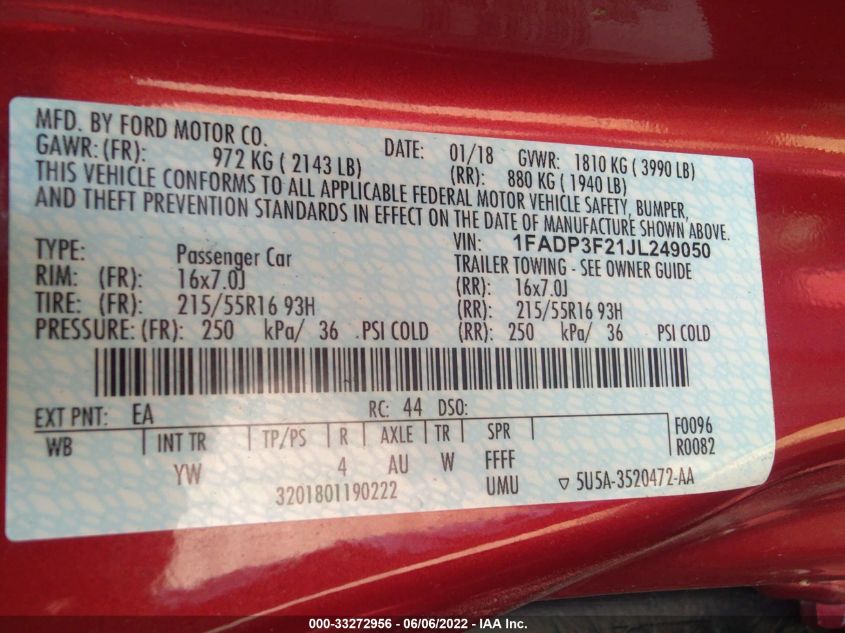 MFD. BY FORD MOTOR CO. DATE: 01/18 GVWR: 1810 KG ( 3990 LB)
GAWR: (FR): 972 KG ( 2143 LB) (RR): 880 KG ( 1940 LB)
THIS VEHICLE CONFORMS TO ALL APPLICABLE FEDERAL MOTOR VEHICLE SAFETY, BUMPER,
AND THEFT PREVENTION STANDARDS IN EFFECT ON THE DATE OF MANUFACTURE SHOWN ABOVE.
VIN: 1FADP3F21JL249050
TYPE: Passenger Car TRAILER TOWING - SEE OWNER GUIDE
RIM: (FR): 16x7.0J (RR): 16x7.0J
TIRE: (FR): 215/55R16 93H (RR): 215/55R16 93H
PRESSURE: (FR): 250 kPa/ 36 PSI COLD (RR): 250 kPa/ 36 PSI COLD
EXT PNT: EA RC: 44 DSO:
WB INT TR TP/PS R AXLE TR SPR F0096
YW 4 AU W FFFF R0082
3201801190222 UMU ▽ 5U5A-3520472-AA
000-33272956 - 06/06/2022 - IAA Inc.